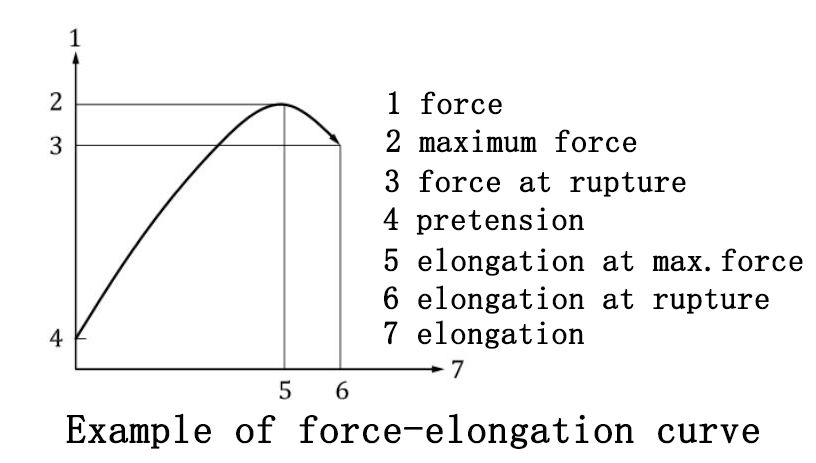 1
2
3
4
5
6
7
1 force
2 maximum force
3 force at rupture
4 pretension
5 elongation at max.force
6 elongation at rupture
7 elongation
Example of force-elongation curve